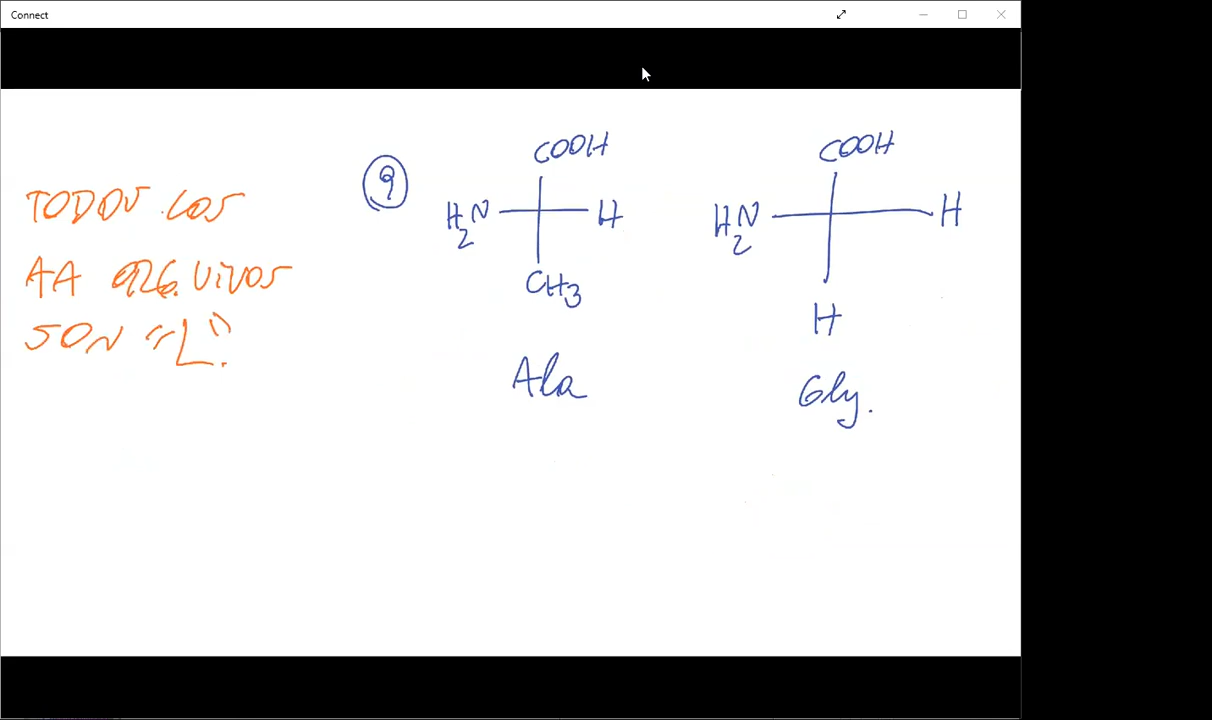 Connect
TODOS LOS
AA ORG. VIVOS
SON "L".
9
COOH
H2N H
CH3
Ala
COOH
H2N H
H
Gly.